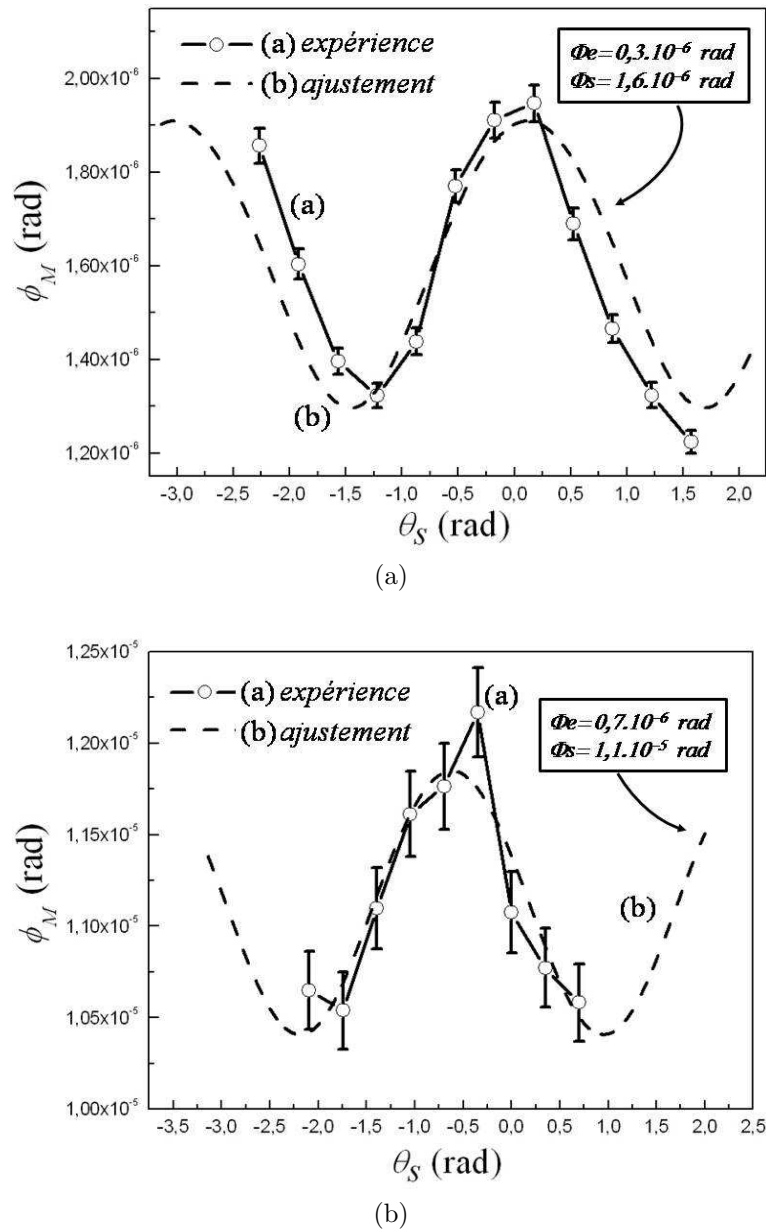 (a) expérience
(b) ajustement
Φe=0,3.10⁻⁶ rad
Φs=1,6.10⁻⁶ rad
2,00x10⁻⁶
1,80x10⁻⁶
1,60x10⁻⁶
1,40x10⁻⁶
1,20x10⁻⁶
ϕ_M (rad)
(a)
(b)
-3,0 -2,5 -2,0 -1,5 -1,0 -0,5 0,0 0,5 1,0 1,5 2,0
θ_S (rad)
(a)
(a) expérience
(b) ajustement
(a)
Φe=0,7.10⁻⁶ rad
Φs=1,1.10⁻⁵ rad
1,25x10⁻⁵
1,20x10⁻⁵
1,15x10⁻⁵
1,10x10⁻⁵
1,05x10⁻⁵
1,00x10⁻⁵
ϕ_M (rad)
(b)
-3,5 -3,0 -2,5 -2,0 -1,5 -1,0 -0,5 0,0 0,5 1,0 1,5 2,0 2,5
θ_S (rad)
(b)